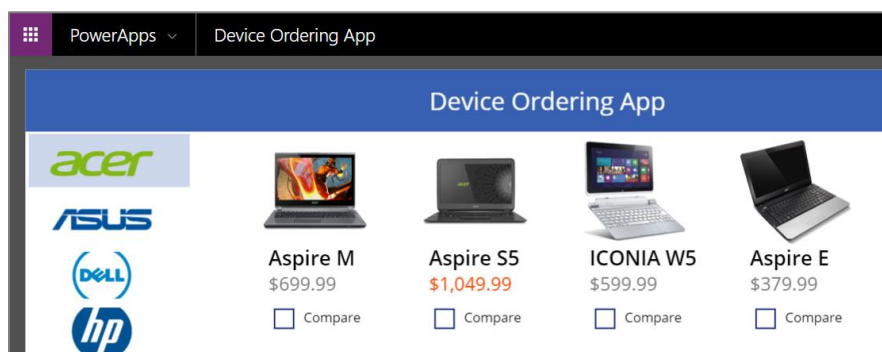 PowerApps
Device Ordering App
Device Ordering App
acer
ASUS
DELL
hp
Aspire M
$699.99
Compare
Aspire S5
$1,049.99
Compare
ICONIA W5
$599.99
Compare
Aspire E
$379.99
Compare